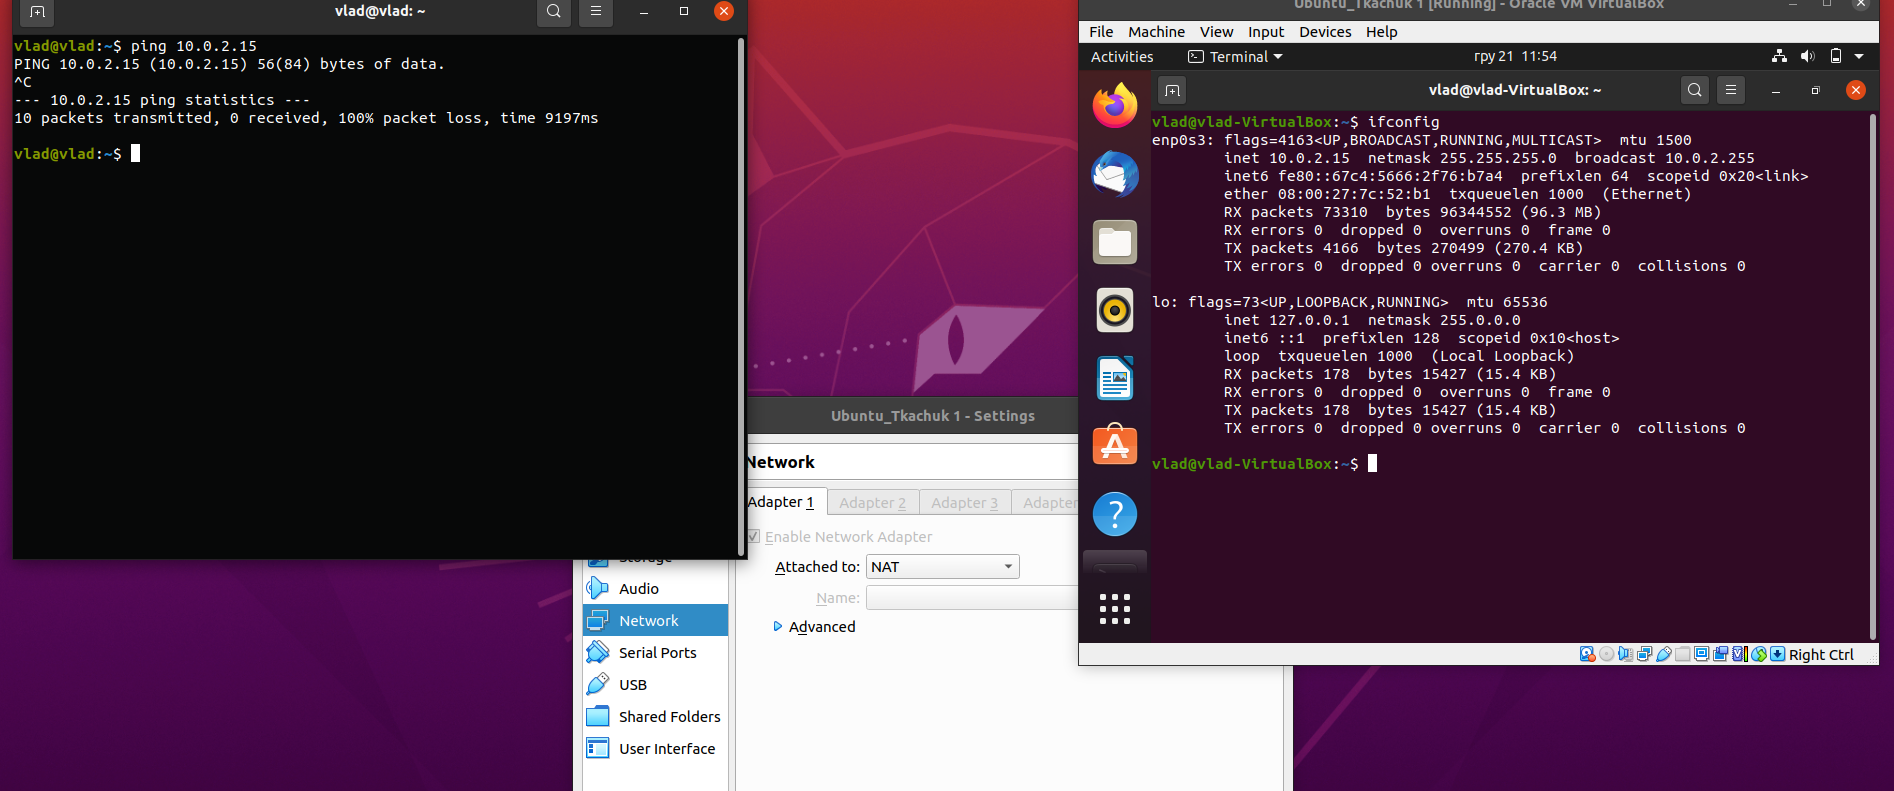 vlad@vlad: ~
vlad@vlad:~$ ping 10.0.2.15
PING 10.0.2.15 (10.0.2.15) 56(84) bytes of data.
^C
--- 10.0.2.15 ping statistics ---
10 packets transmitted, 0 received, 100% packet loss, time 9197ms
vlad@vlad:~$
Ubuntu_Tkachuk 1 [Running] - Oracle VM VirtualBox
File Machine View Input Devices Help
Activities Terminal гру 21 11:54
vlad@vlad-VirtualBox: ~
vlad@vlad-VirtualBox:~$ ifconfig
enp0s3: flags=4163<UP,BROADCAST,RUNNING,MULTICAST> mtu 1500
inet 10.0.2.15 netmask 255.255.255.0 broadcast 10.0.2.255
inet6 fe80::67c4:5666:2f76:b7a4 prefixlen 64 scopeid 0x20<link>
ether 08:00:27:7c:52:b1 txqueuelen 1000 (Ethernet)
RX packets 73310 bytes 96344552 (96.3 MB)
RX errors 0 dropped 0 overruns 0 frame 0
TX packets 4166 bytes 270499 (270.4 KB)
TX errors 0 dropped 0 overruns 0 carrier 0 collisions 0
lo: flags=73<UP,LOOPBACK,RUNNING> mtu 65536
inet 127.0.0.1 netmask 255.0.0.0
inet6 ::1 prefixlen 128 scopeid 0x10<host>
loop txqueuelen 1000 (Local Loopback)
RX packets 178 bytes 15427 (15.4 KB)
RX errors 0 dropped 0 overruns 0 frame 0
TX packets 178 bytes 15427 (15.4 KB)
TX errors 0 dropped 0 overruns 0 carrier 0 collisions 0
vlad@vlad-VirtualBox:~$
Right Ctrl
Ubuntu_Tkachuk 1 - Settings
Network
Adapter 1 Adapter 2 Adapter 3 Adapter
Enable Network Adapter
Attached to: NAT
Name:
Advanced
Storage
Audio
Network
Serial Ports
USB
Shared Folders
User Interface